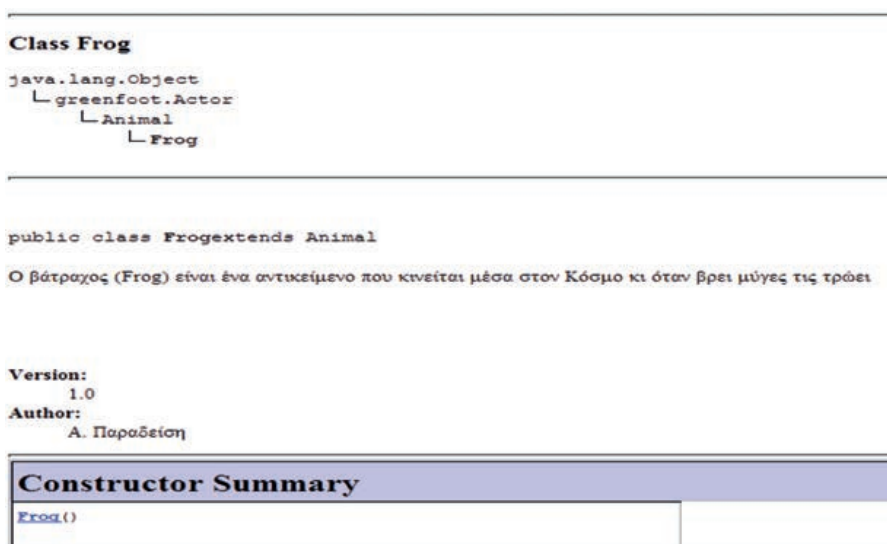 Class Frog
java.lang.Object
greenfoot.Actor
Animal
Frog
public class Frogextends Animal
Ο βάτραχος (Frog) είναι ένα αντικείμενο που κινείται μέσα στον Κόσμο κι όταν βρει μύγες τις τρώει
Version:
1.0
Author:
Α. Παραδείση
Constructor Summary
Frog()